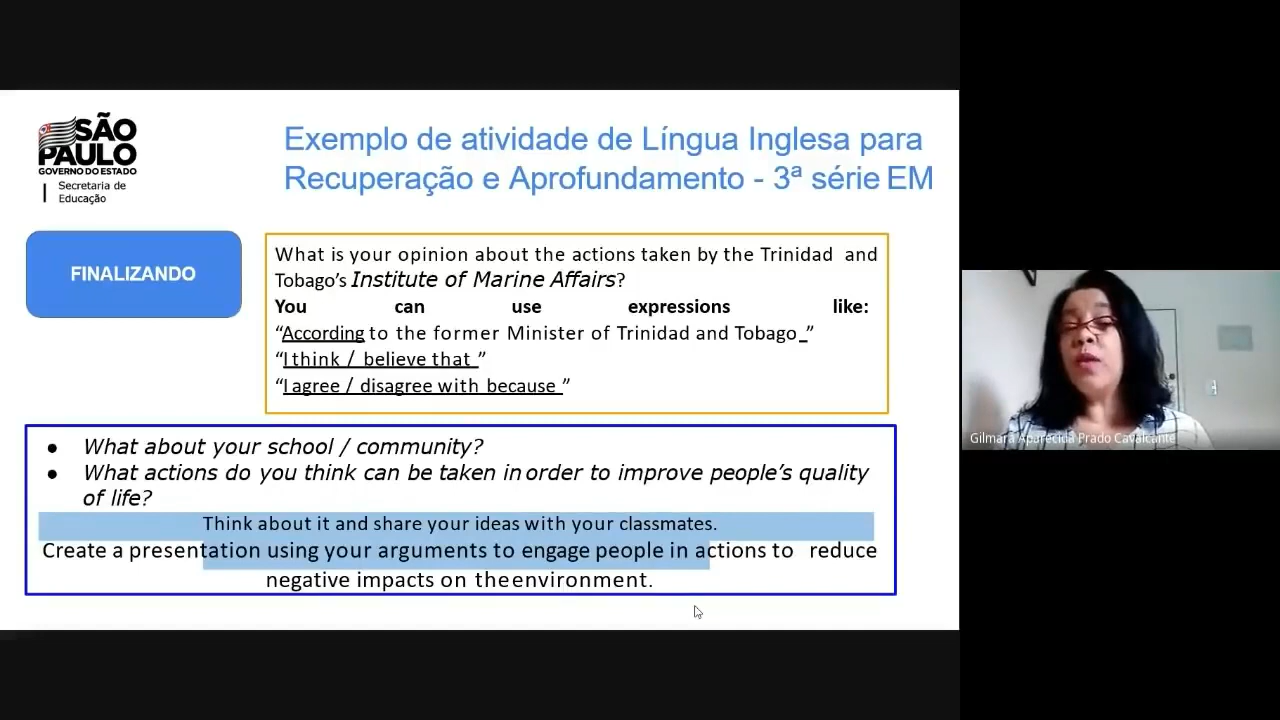 SÃO
PAULO
GOVERNO DO ESTADO
Secretaria de
Educação
Exemplo de atividade de Língua Inglesa para
Recuperação e Aprofundamento - 3ª série EM
FINALIZANDO
What is your opinion about the actions taken by the Trinidad and
Tobago's Institute of Marine Affairs?
You can use expressions like:
“According to the former Minister of Trinidad and Tobago_”
“I think / believe that ”
“I agree / disagree with because ”
● What about your school / community?
● What actions do you think can be taken in order to improve people’s quality
of life?
Think about it and share your ideas with your classmates.
Create a presentation using your arguments to engage people in actions to reduce
negative impacts on the environment.
Gilmara Aparecida Prado Cavalcante